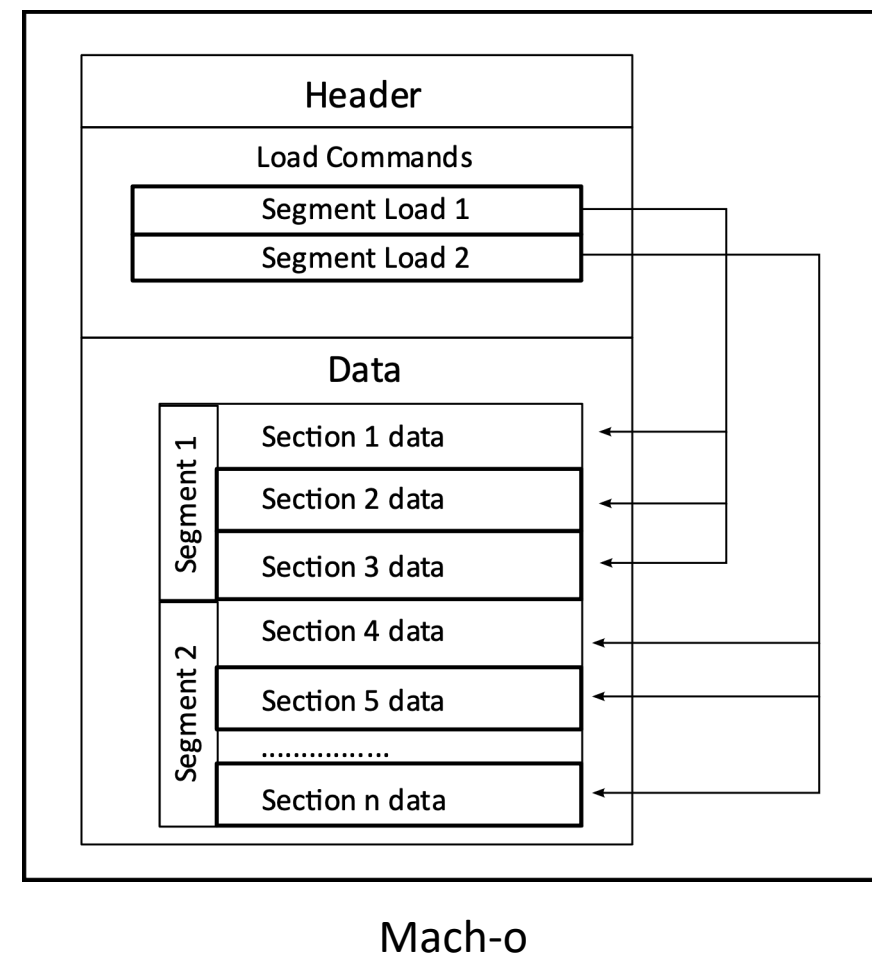 Header
Load Commands
Segment Load 1
Segment Load 2
Data
Segment 1
Section 1 data
Section 2 data
Section 3 data
Segment 2
Section 4 data
Section 5 data
................
Section n data
Mach-o